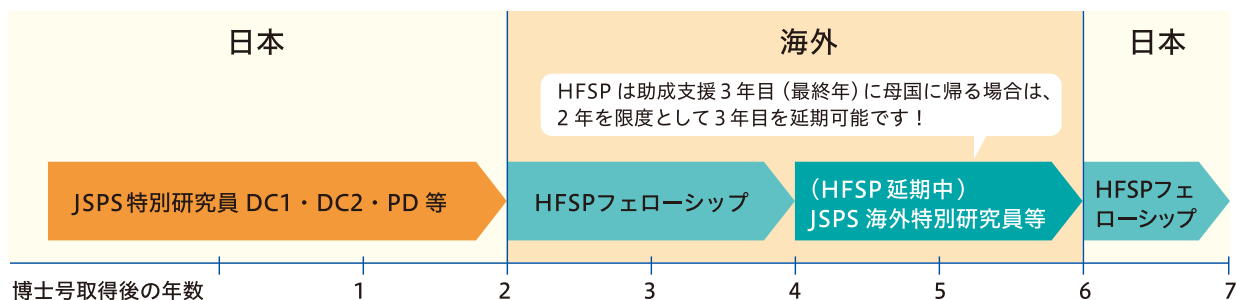 日本
海外
日本
HFSP は助成支援3年目（最終年）に母国に帰る場合は、
2年を限度として3年目を延期可能です！
JSPS特別研究員 DC1・DC2・PD 等
HFSPフェローシップ
（HFSP 延期中）
JSPS 海外特別研究員等
HFSPフェ
ローシップ
博士号取得後の年数 1 2 3 4 5 6 7